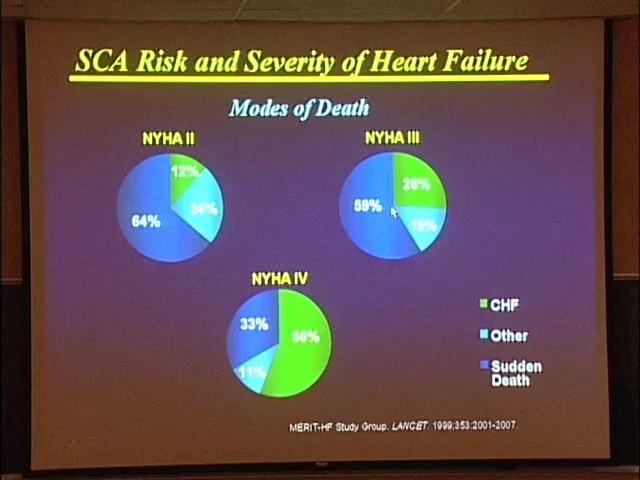 SCA Risk and Severity of Heart Failure
Modes of Death
NYHA II
12%
24%
64%
NYHA III
26%
59%
15%
NYHA IV
33%
56%
11%
CHF
Other
Sudden
Death
MERIT-HF Study Group. LANCET. 1999;353:2001-2007.